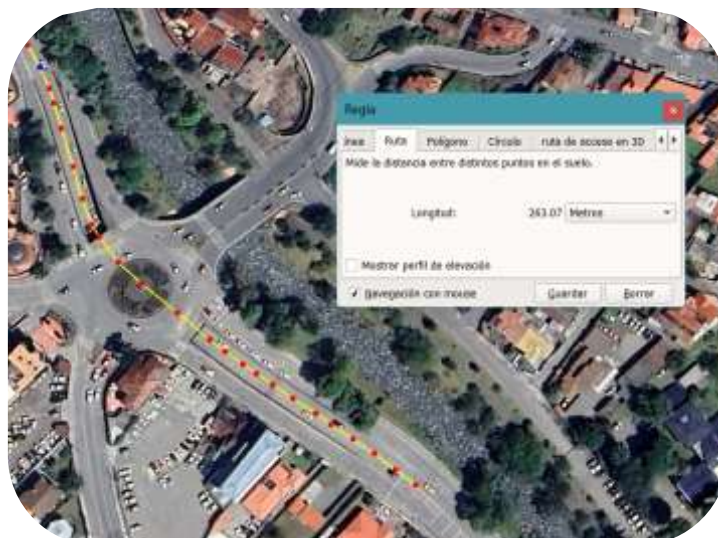 Regla
ínea Ruta Polígono Círculo ruta de acceso en 3D
Mide la distancia entre distintos puntos en el suelo.
Longitud: 263.07 Metros
Mostrar perfil de elevación
Navegación con mouse Guardar Borrar